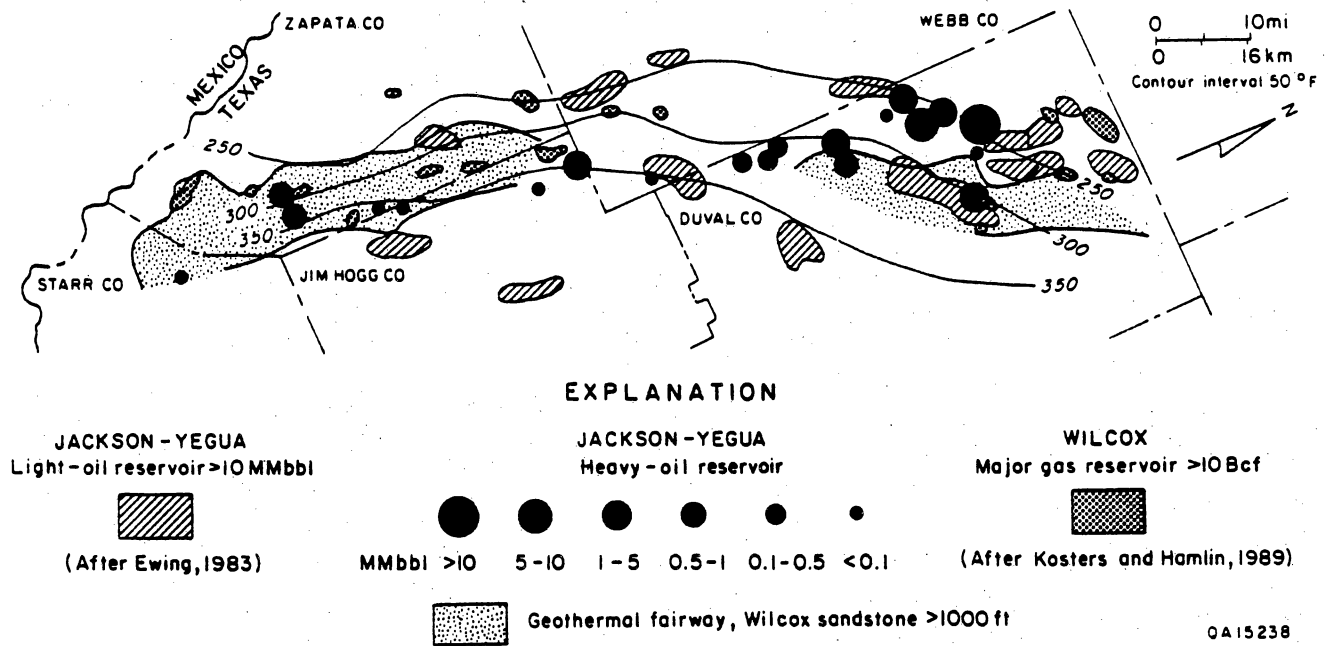 ZAPATA CO
WEBB CO
0 10mi
0 16km
Contour interval 50 °F
MEXICO
TEXAS
N
250
300
350
250
300
350
DUVAL CO
STARR CO
JIM HOGG CO
EXPLANATION
JACKSON-YEGUA
Light-oil reservoir >10 MMbbl
(After Ewing, 1983)
JACKSON-YEGUA
Heavy-oil reservoir
MMbbl >10 5-10 1-5 0.5-1 0.1-0.5 <0.1
WILCOX
Major gas reservoir >10 Bcf
(After Kosters and Hamlin, 1989)
Geothermal fairway, Wilcox sandstone >1000 ft
QA15238